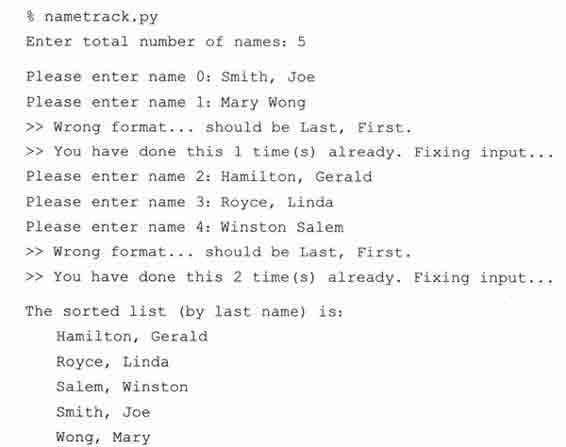 % nametrack.py
Enter total number of names: 5
Please enter name 0: Smith, Joe
Please enter name 1: Mary Wong
>> Wrong format... should be Last, First.
>> You have done this 1 time(s) already. Fixing input...
Please enter name 2: Hamilton, Gerald
Please enter name 3: Royce, Linda
Please enter name 4: Winston Salem
>> Wrong format... should be Last, First.
>> You have done this 2 time(s) already. Fixing input...
The sorted list (by last name) is:
Hamilton, Gerald
Royce, Linda
Salem, Winston
Smith, Joe
Wong, Mary